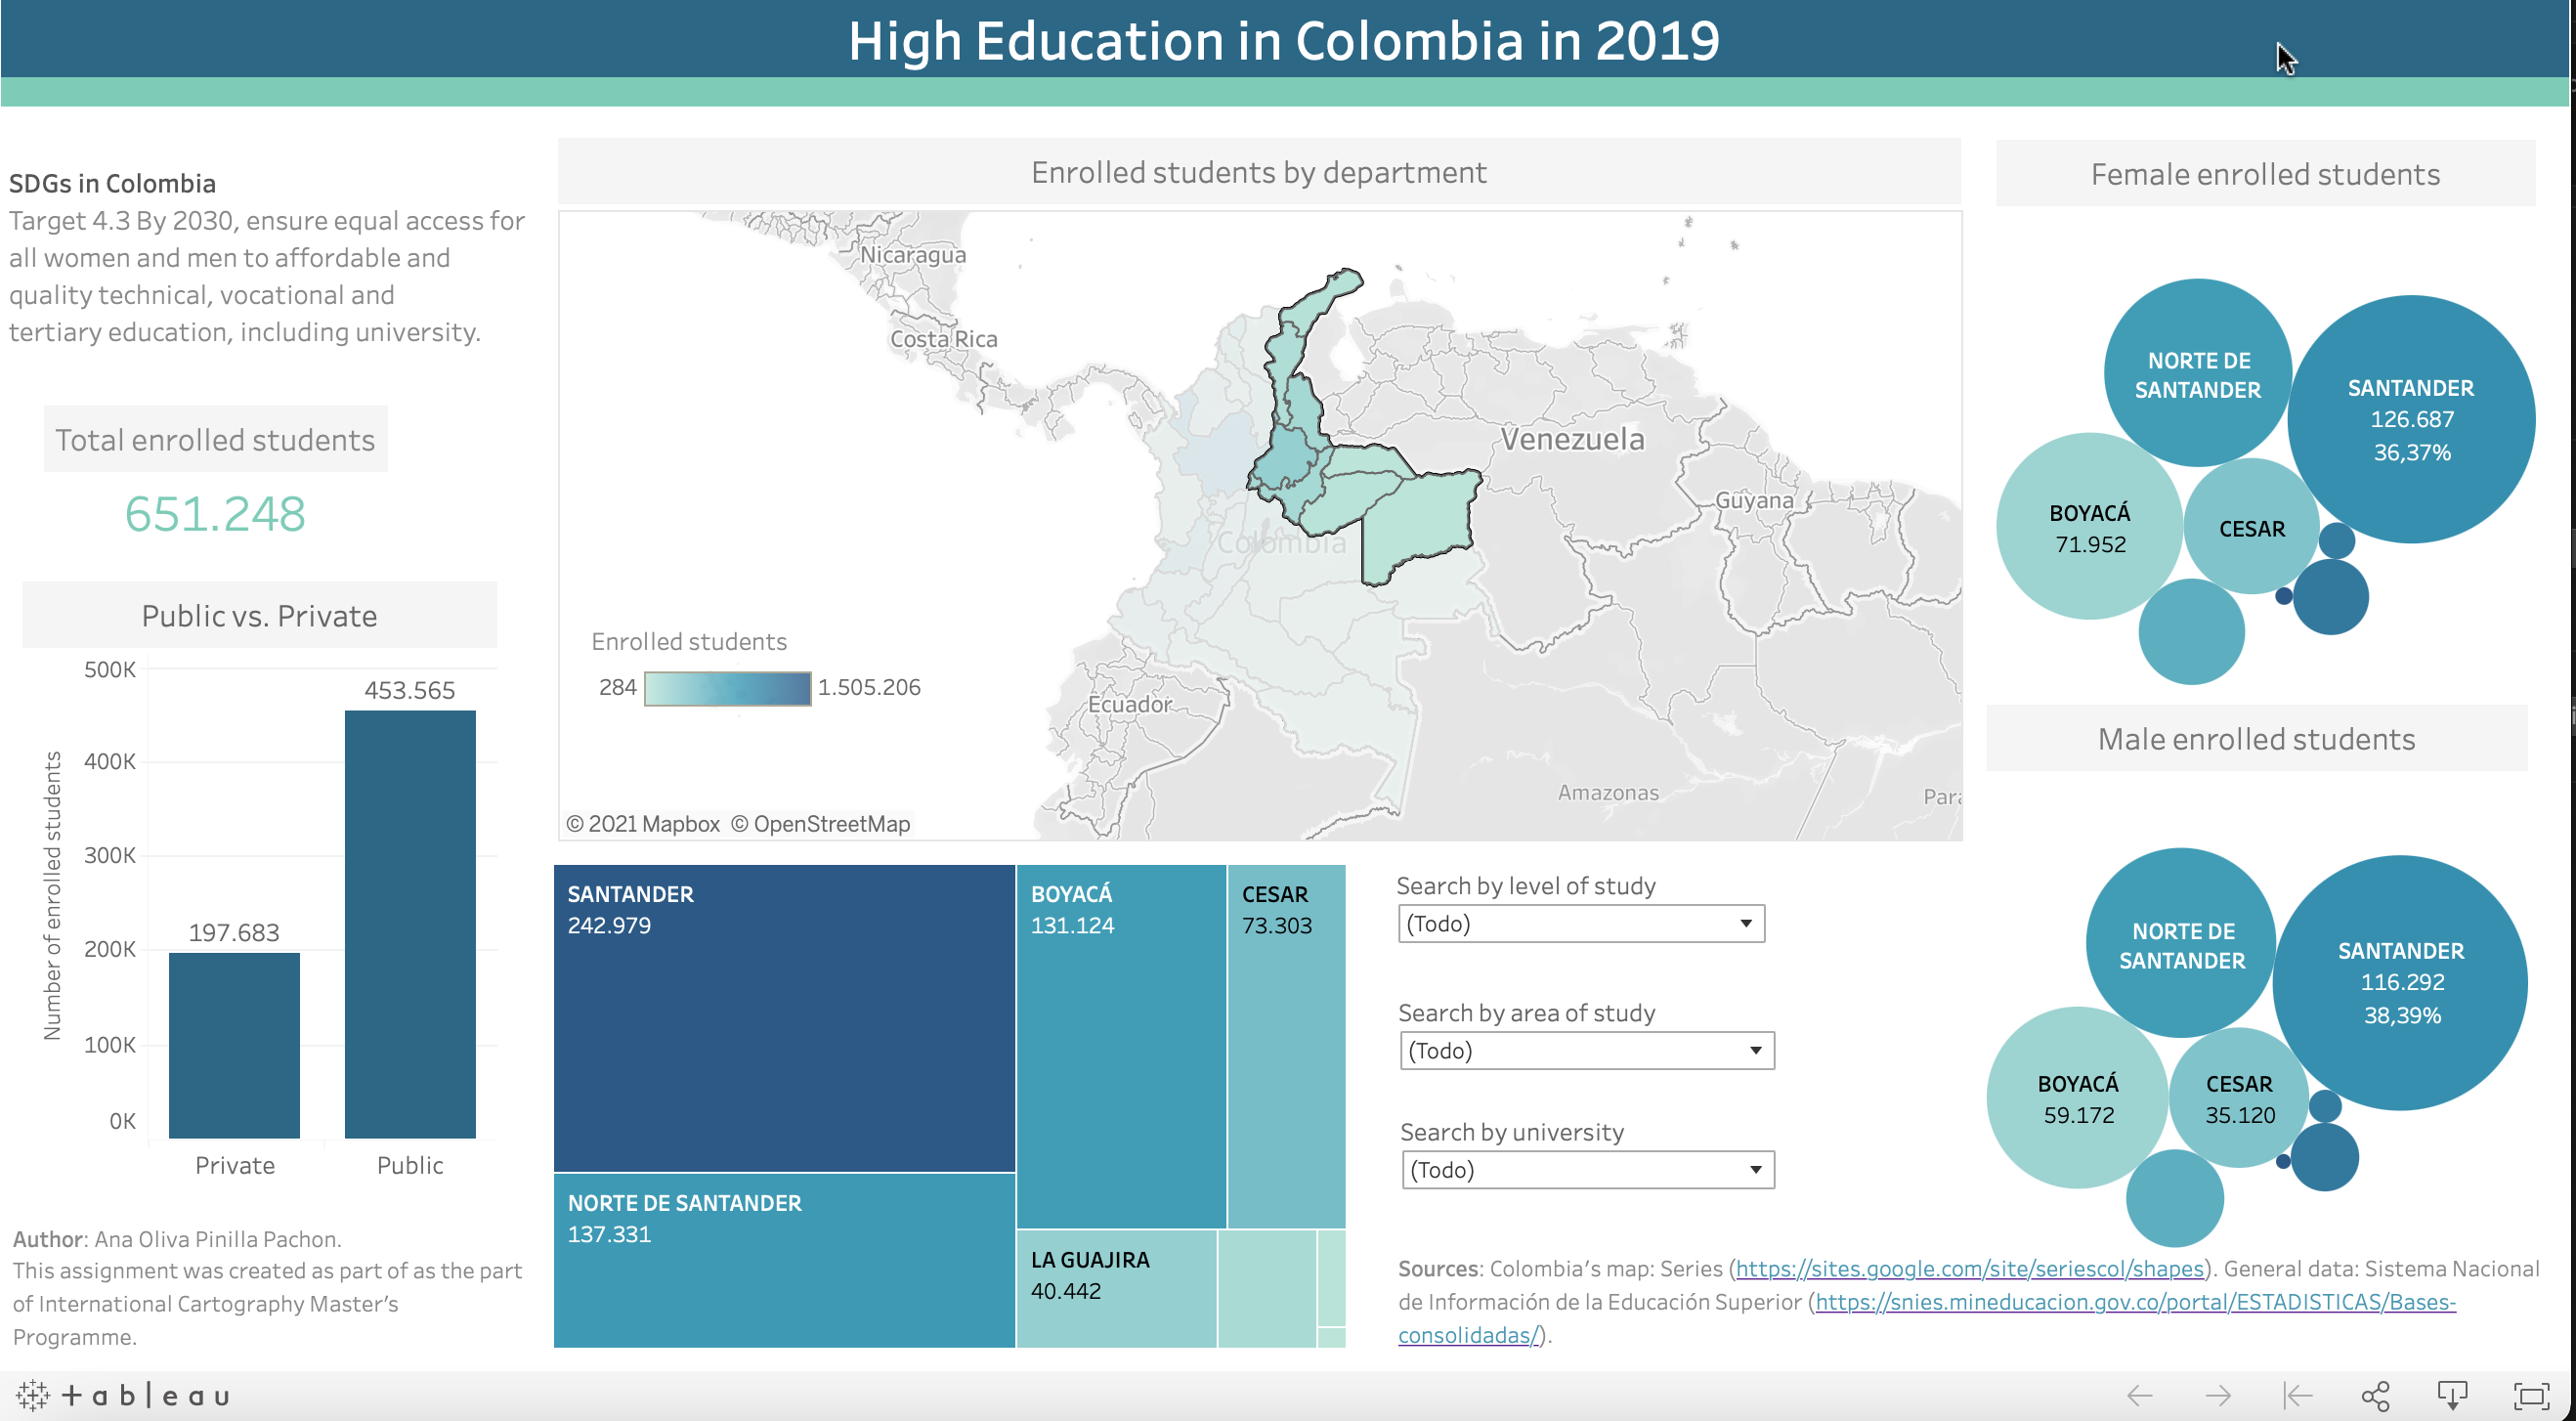 High Education in Colombia in 2019
SDGs in Colombia
Target 4.3 By 2030, ensure equal access for
all women and men to affordable and
quality technical, vocational and
tertiary education, including university.
Total enrolled students
651.248
Public vs. Private
Number of enrolled students
500K
400K
300K
200K
100K
0K
197.683
453.565
Private
Public
Author: Ana Oliva Pinilla Pachon.
This assignment was created as part of as the part
of International Cartography Master's
Programme.
Enrolled students by department
Nicaragua
Costa Rica
Venezuela
Guyana
Colombia
Ecuador
Amazonas
Enrolled students
284
1.505.206
© 2021 Mapbox © OpenStreetMap
SANTANDER
242.979
NORTE DE SANTANDER
137.331
BOYACÁ
131.124
CESAR
73.303
LA GUAJIRA
40.442
Search by level of study
(Todo)
Search by area of study
(Todo)
Search by university
(Todo)
Female enrolled students
NORTE DE
SANTANDER
SANTANDER
126.687
36,37%
BOYACÁ
71.952
CESAR
Male enrolled students
NORTE DE
SANTANDER
SANTANDER
116.292
38,39%
BOYACÁ
59.172
CESAR
35.120
Sources: Colombia's map: Series (https://sites.google.com/site/seriescol/shapes). General data: Sistema Nacional
de Información de la Educación Superior (https://snies.mineducacion.gov.co/portal/ESTADISTICAS/Bases-
consolidadas/).
+ableau